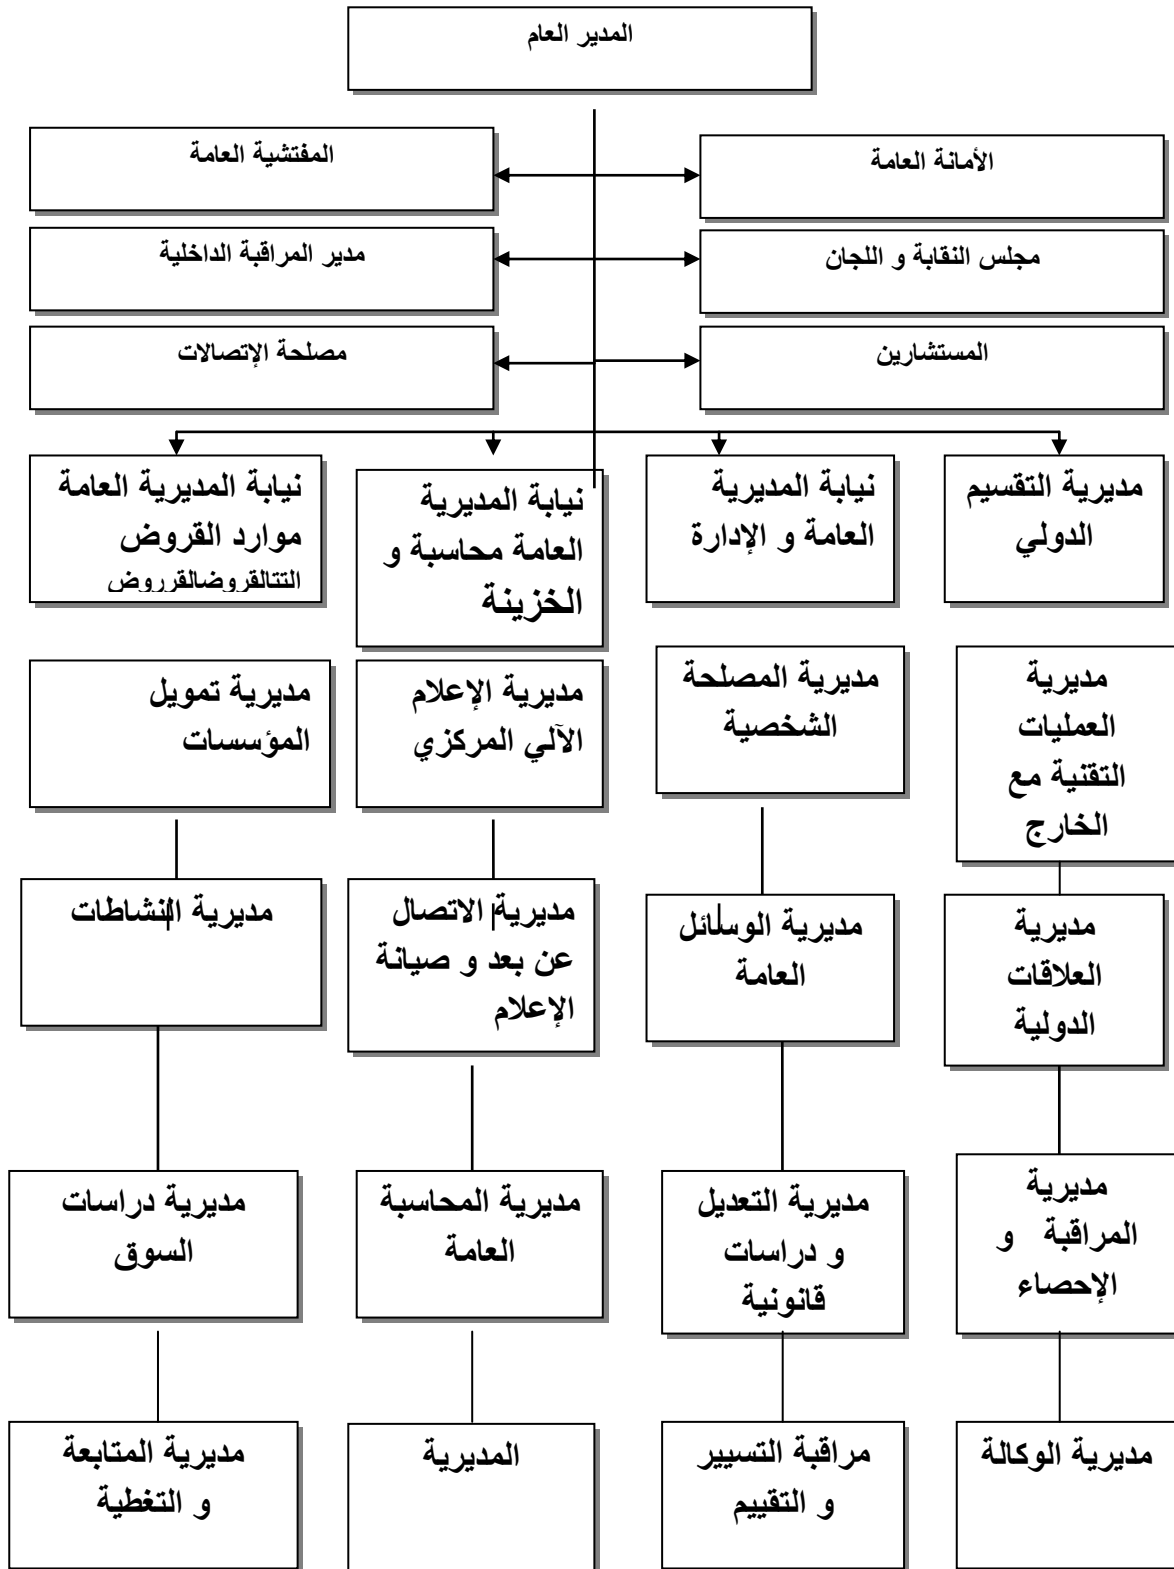 المدير العام
الأمانة العامة
المفتشية العامة
مجلس النقابة و اللجان
مدير المراقبة الداخلية
المستشارين
مصلحة الإتصالات
مديرية التقسيم
الدولي
نيابة المديرية
العامة و الإدارة
نيابة المديرية
العامة محاسبة و
الخزينة
نيابة المديرية العامة
موارد القروض
مديرية
العمليات
التقنية مع
الخارج
مديرية المصلحة
الشخصية
مديرية الإعلام
الآلي المركزي
مديرية تمويل
المؤسسات
مديرية
العلاقات
الدولية
مديرية الوسائل
العامة
مديرية الاتصال
عن بعد و صيانة
الإعلام
مديرية النشاطات
مديرية
المراقبة و
الإحصاء
مديرية التعديل
و دراسات
قانونية
مديرية المحاسبة
العامة
مديرية دراسات
السوق
مديرية الوكالة
مراقبة التسيير
و التقييم
المديرية
مديرية المتابعة
و التغطية